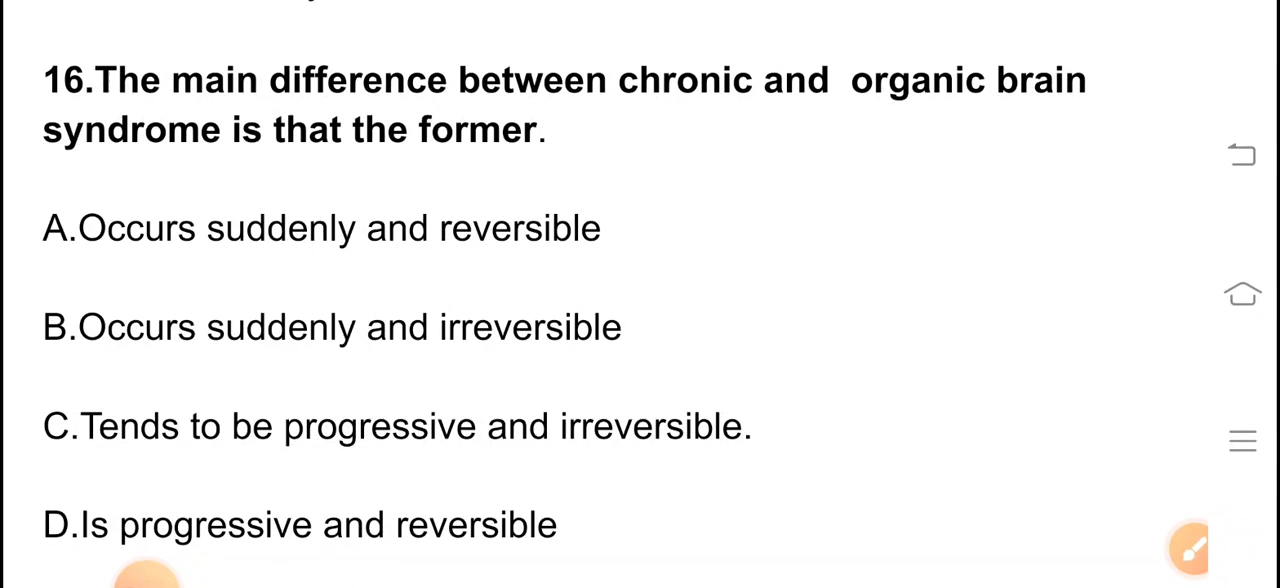 16.The main difference between chronic and  organic brain
syndrome is that the former.
A.Occurs suddenly and reversible
B.Occurs suddenly and irreversible
C.Tends to be progressive and irreversible.
D.Is progressive and reversible